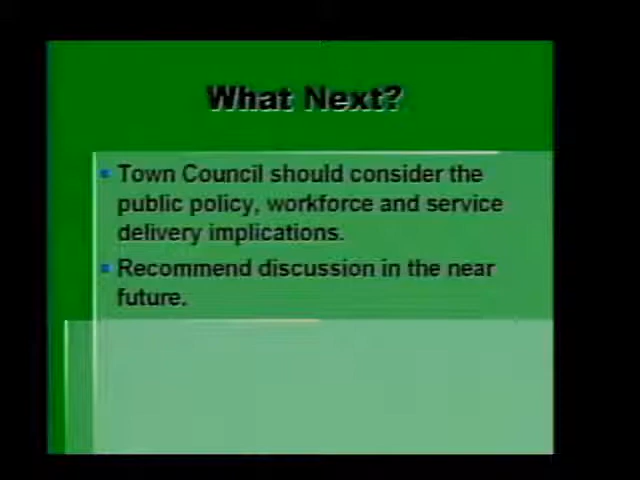 What Next?
Town Council should consider the
public policy, workforce and service
delivery implications.
Recommend discussion in the near
future.